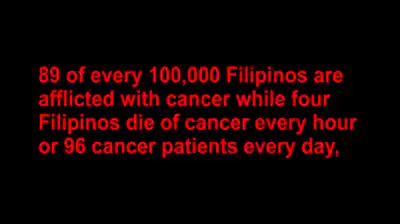 89 of every 100,000 Filipinos are
afflicted with cancer while four
Filipinos die of cancer every hour
or 96 cancer patients every day,